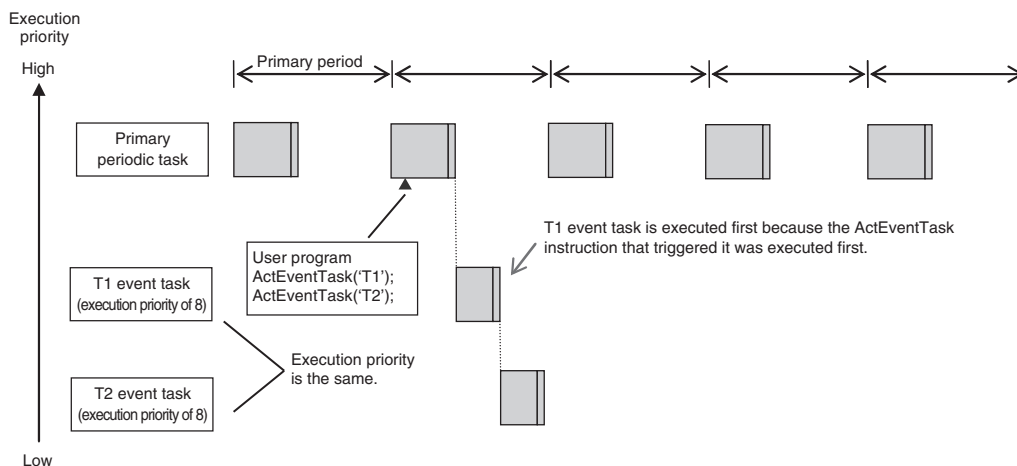 Execution
priority
High
Primary period
Primary
periodic task
T1 event task is executed first because the ActEventTask
instruction that triggered it was executed first.
User program
ActEventTask(‘T1’);
ActEventTask(‘T2’);
T1 event task
(execution priority of 8)
Execution priority
is the same.
T2 event task
(execution priority of 8)
Low